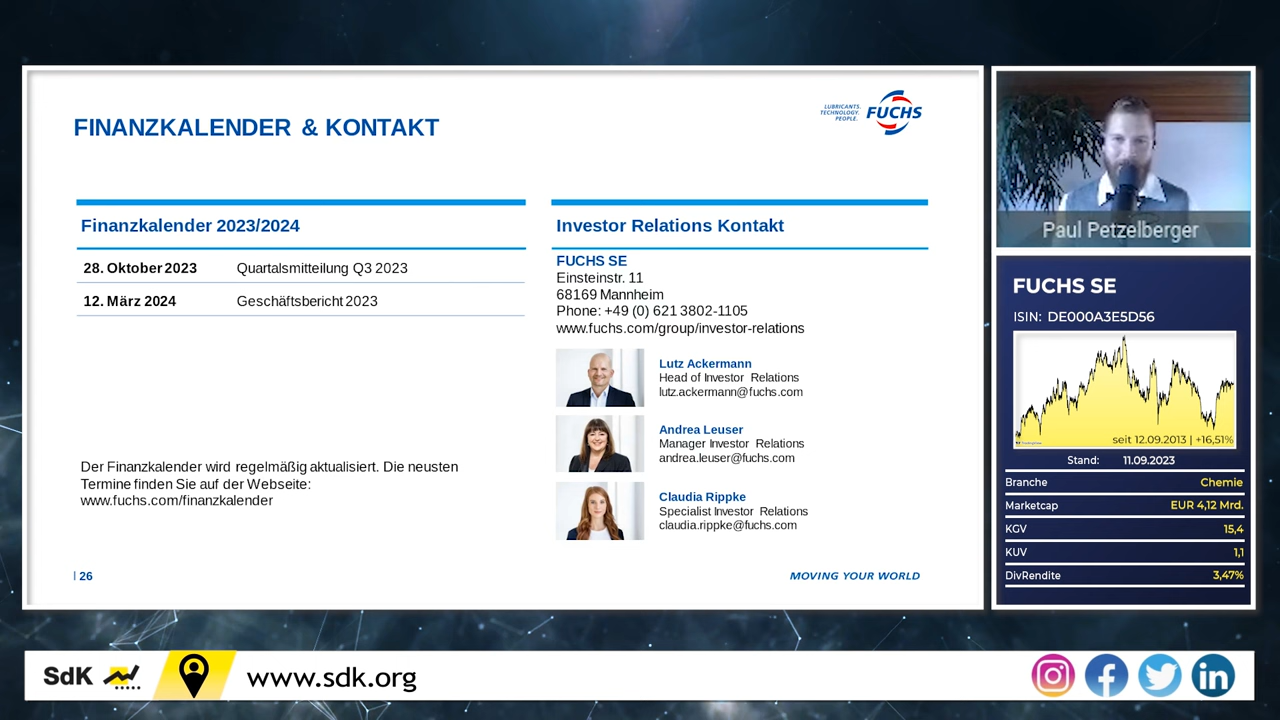 FINANZKALENDER & KONTAKT
LUBRICANTS.
TECHNOLOGY.
PEOPLE.
FUCHS
Finanzkalender 2023/2024
28. Oktober 2023 Quartalsmitteilung Q3 2023
12. März 2024 Geschäftsbericht 2023
Der Finanzkalender wird regelmäßig aktualisiert. Die neusten
Termine finden Sie auf der Webseite:
www.fuchs.com/finanzkalender
Investor Relations Kontakt
FUCHS SE
Einsteinstr. 11
68169 Mannheim
Phone: +49 (0) 621 3802-1105
www.fuchs.com/group/investor-relations
Lutz Ackermann
Head of Investor Relations
lutz.ackermann@fuchs.com
Andrea Leuser
Manager Investor Relations
andrea.leuser@fuchs.com
Claudia Rippke
Specialist Investor Relations
claudia.rippke@fuchs.com
| 26
MOVING YOUR WORLD
Paul Petzelberger
FUCHS SE
ISIN: DE000A3E5D56
seit 12.09.2013 | +16,51%
Stand: 11.09.2023
Branche Chemie
Marketcap EUR 4,12 Mrd.
KGV 15,4
KUV 1,1
DivRendite 3,47%
SdK
www.sdk.org